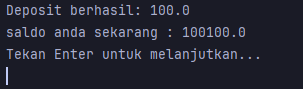 Deposit berhasil: 100.0
saldo anda sekarang : 100100.0
Tekan Enter untuk melanjutkan...